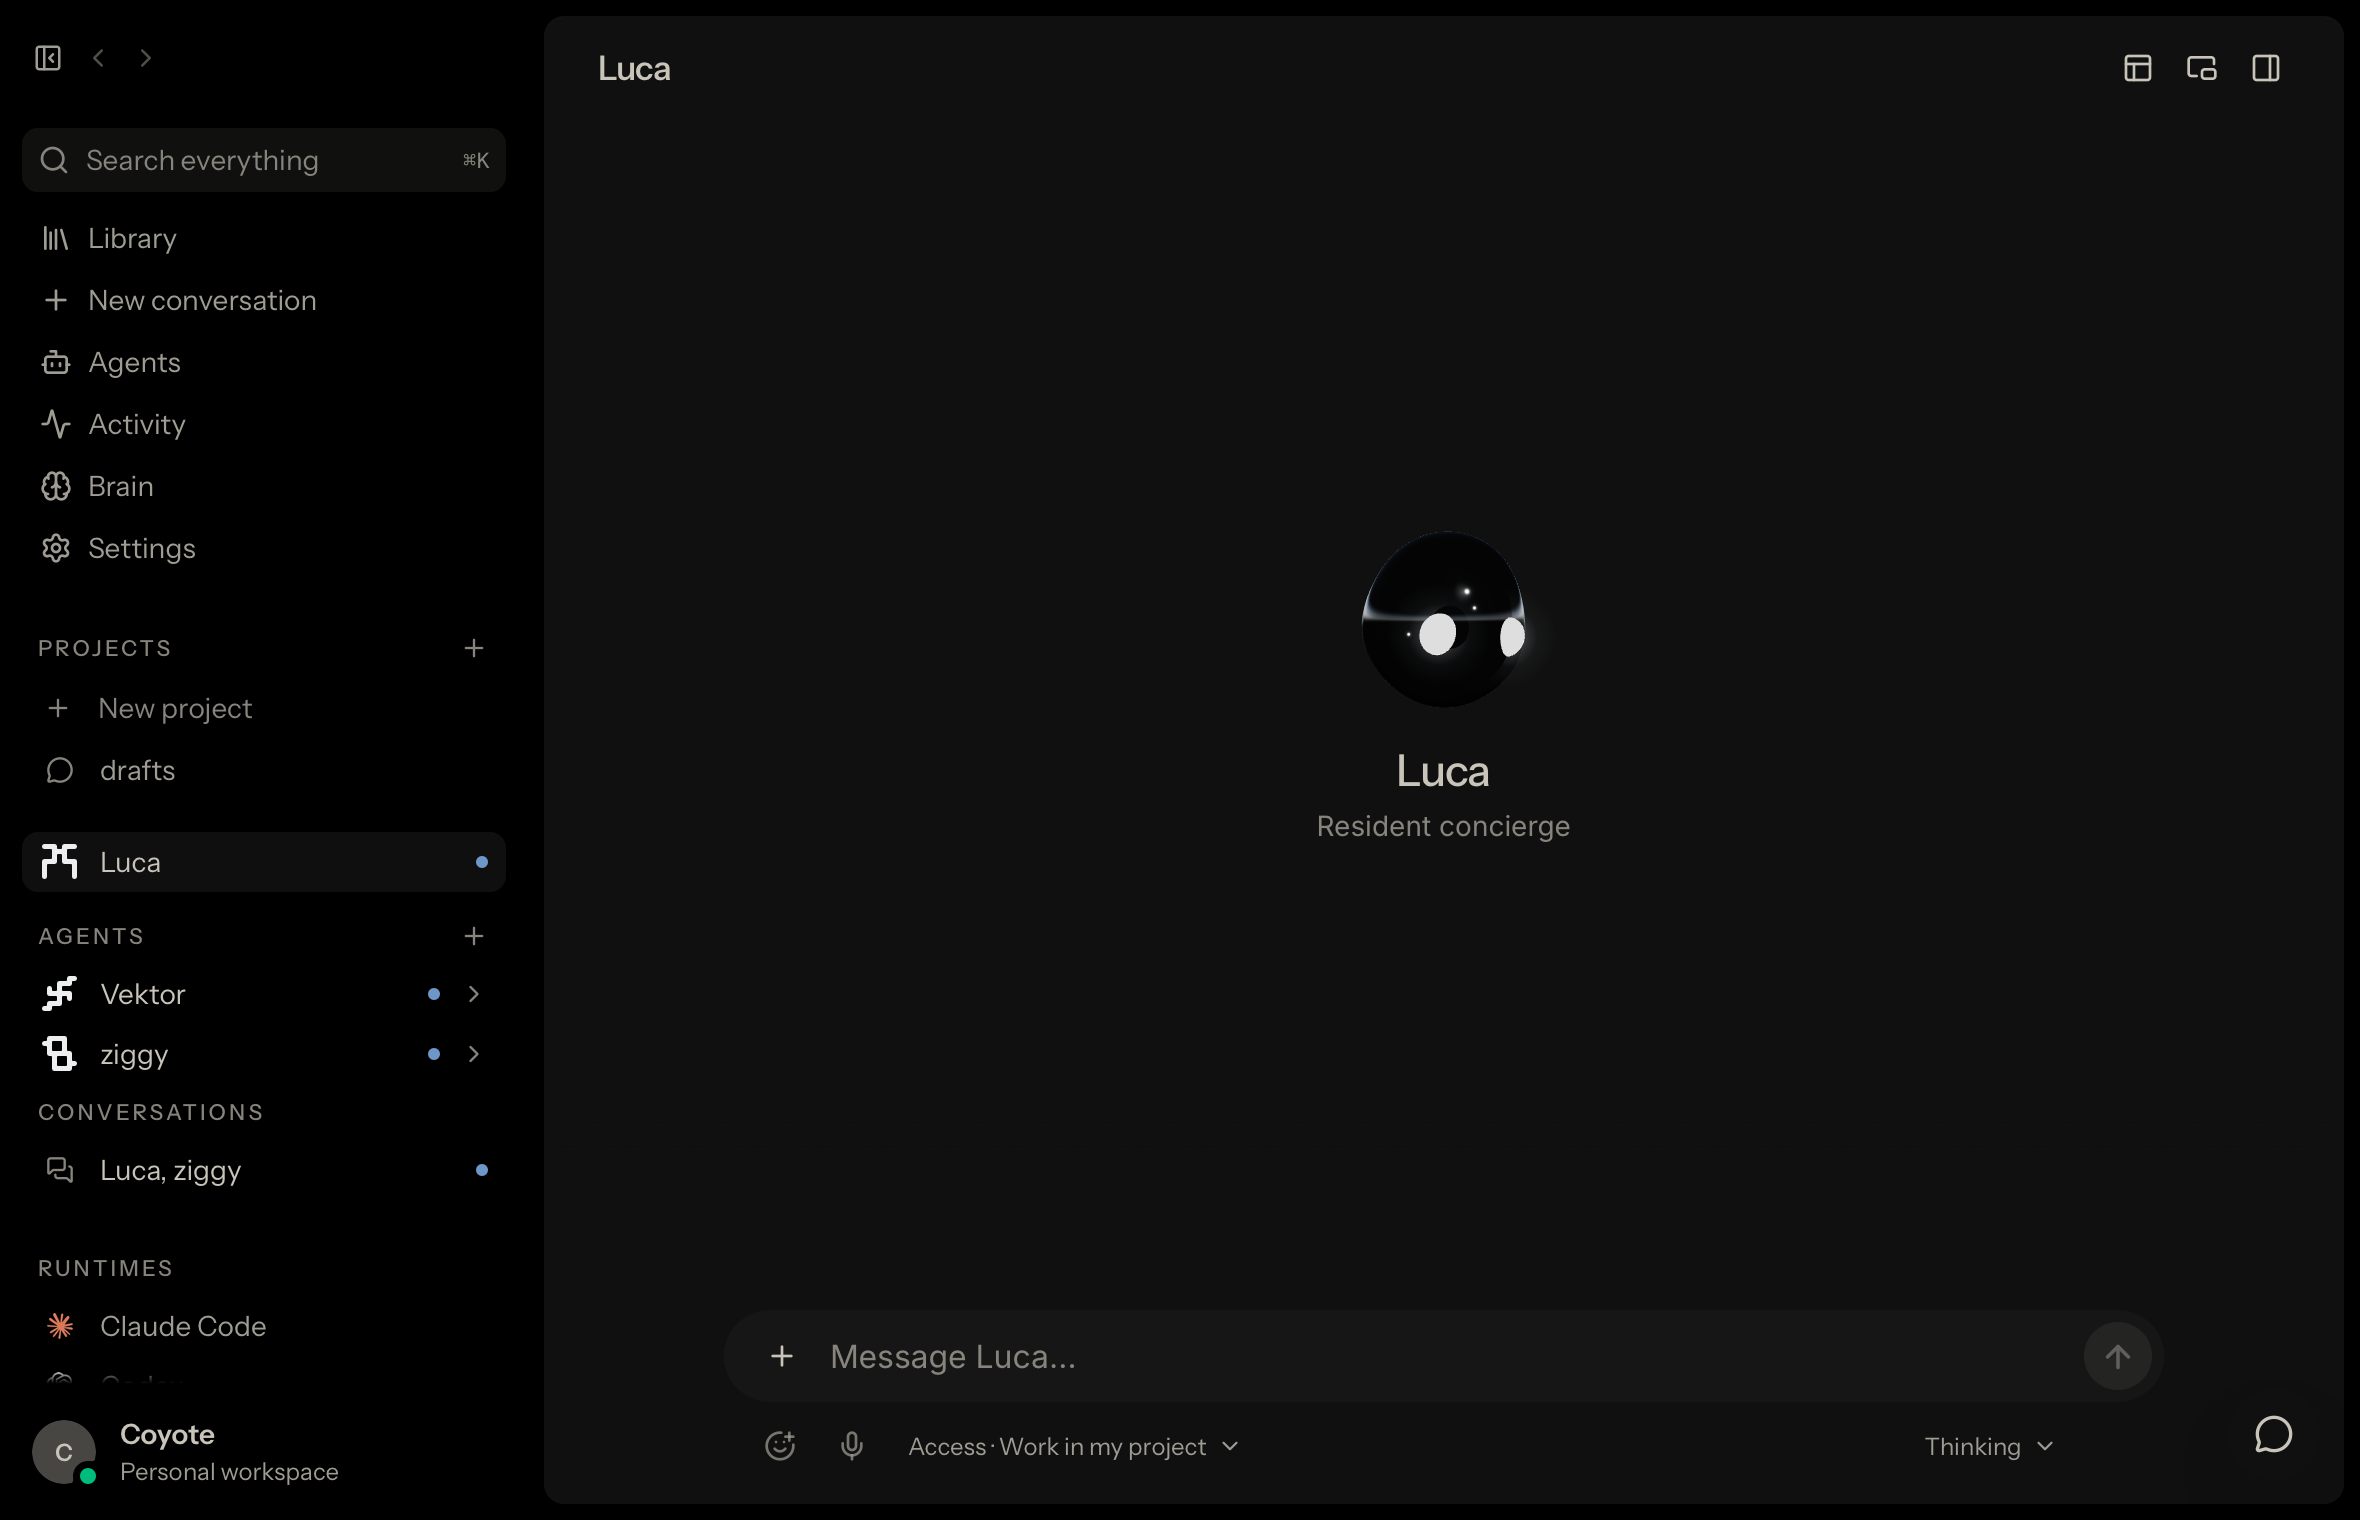 Search everything ⌘K
Library
New conversation
Agents
Activity
Brain
Settings
PROJECTS
New project
drafts
Luca
AGENTS
Vektor
ziggy
CONVERSATIONS
Luca, ziggy
RUNTIMES
Claude Code
C
Coyote
Personal workspace
Luca
Luca
Resident concierge
Message Luca...
Access · Work in my project
Thinking